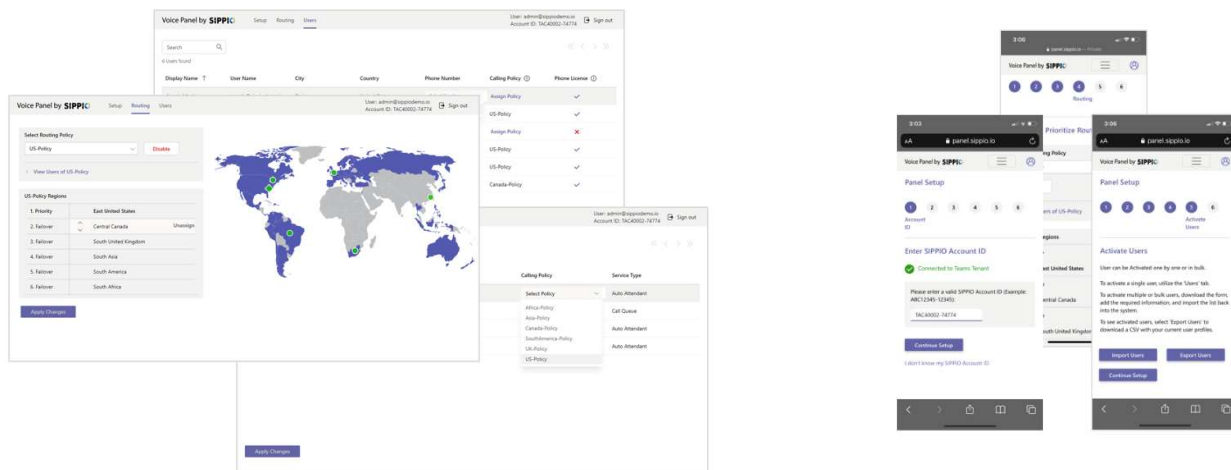 Voice Panel by SIPPIO Setup Routing Users
User: admin@sippiodemo.io
Account ID: TAC40002-74774
Sign out
Search
6 Users found
Display Name ↑ User Name City Country Phone Number Calling Policy Phone License
Assign Policy
US-Policy
Assign Policy
US-Policy
US-Policy
Canada-Policy
Voice Panel by SIPPIO Setup Routing Users
User: admin@sippiodemo.io
Account ID: TAC40002-74774
Sign out
Select Routing Policy
US-Policy Disable
View Users of US-Policy
US-Policy Regions
1. Priority East United States
2. Failover Central Canada Unassign
3. Failover South United Kingdom
4. Failover South Asia
5. Failover South America
6. Failover South Africa
Apply Changes
User: admin@sippiodemo.io
Account ID: TAC40002-74774
Sign out
Calling Policy Service Type
Select Policy Auto Attendant
Africa-Policy
Asia-Policy Call Queue
Canada-Policy Auto Attendant
SouthAmerica-Policy
UK-Policy Auto Attendant
US-Policy
Apply Changes
3:06
panel.sippio.io — Private
Voice Panel by SIPPIO
1 2 3 4 5 6
Routing
Prioritize
ers of US-Policy
egions
ast United States
entral Canada
outh United Kingdom
3:03
AA panel.sippio.io
Voice Panel by SIPPIO
Panel Setup
1 2 3 4 5 6
Account
ID
Enter SIPPIO Account ID
Connected to Teams Tenant
Please enter a valid SIPPIO Account ID (Example:
ABC12345-12345):
TAC40002-74774
Continue Setup
I don't know my SIPPIO Account ID
3:06
AA panel.sippio.io
Voice Panel by SIPPIO
Panel Setup
1 2 3 4 5 6
Activate
Users
Activate Users
User can be Activated one by one or in bulk.
To activate a single user, utilize the 'Users' tab.
To activate multiple or bulk users, download the form,
add the required information, and import the list back
into the system.
To see activated users, select 'Export Users' to
download a CSV with your current user profiles.
Import Users Export Users
Continue Setup